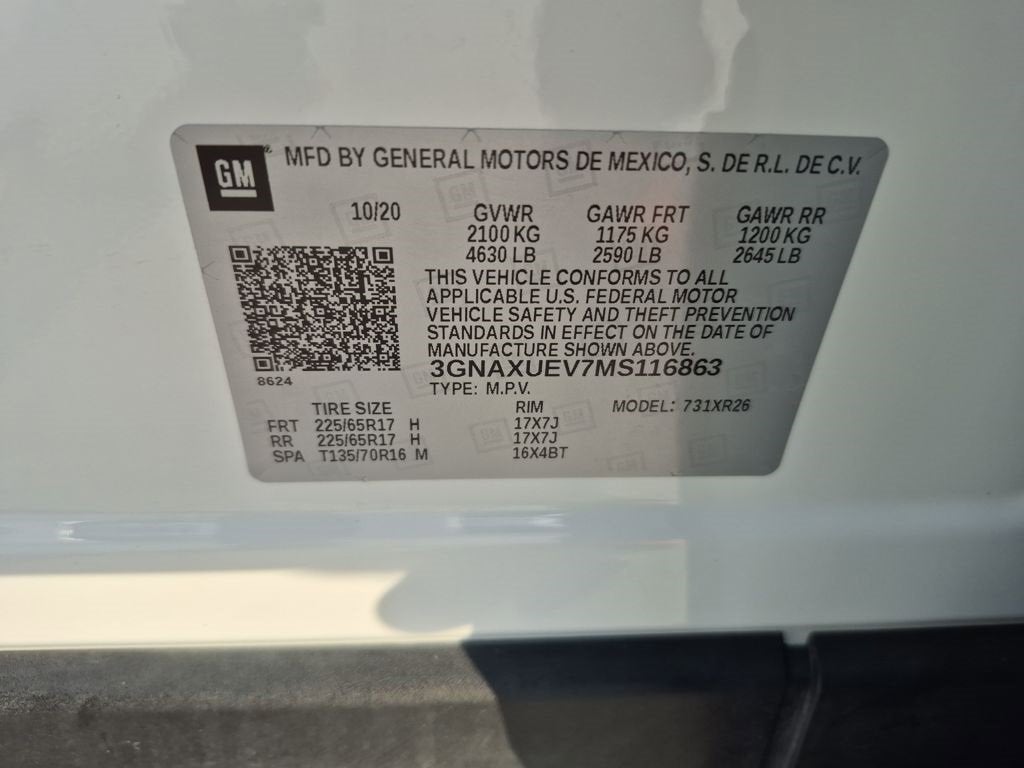 GM MFD BY GENERAL MOTORS DE MEXICO, S. DE R.L. DE C.V.
10/20 GVWR GAWR FRT GAWR RR
2100 KG 1175 KG 1200 KG
4630 LB 2590 LB 2645 LB
THIS VEHICLE CONFORMS TO ALL
APPLICABLE U.S. FEDERAL MOTOR
VEHICLE SAFETY AND THEFT PREVENTION
STANDARDS IN EFFECT ON THE DATE OF
MANUFACTURE SHOWN ABOVE.
3GNAXUEV7MS116863
8624
TYPE: M.P.V.
TIRE SIZE RIM MODEL: 731XR26
FRT 225/65R17 H 17X7J
RR 225/65R17 H 17X7J
SPA T135/70R16 M 16X4BT